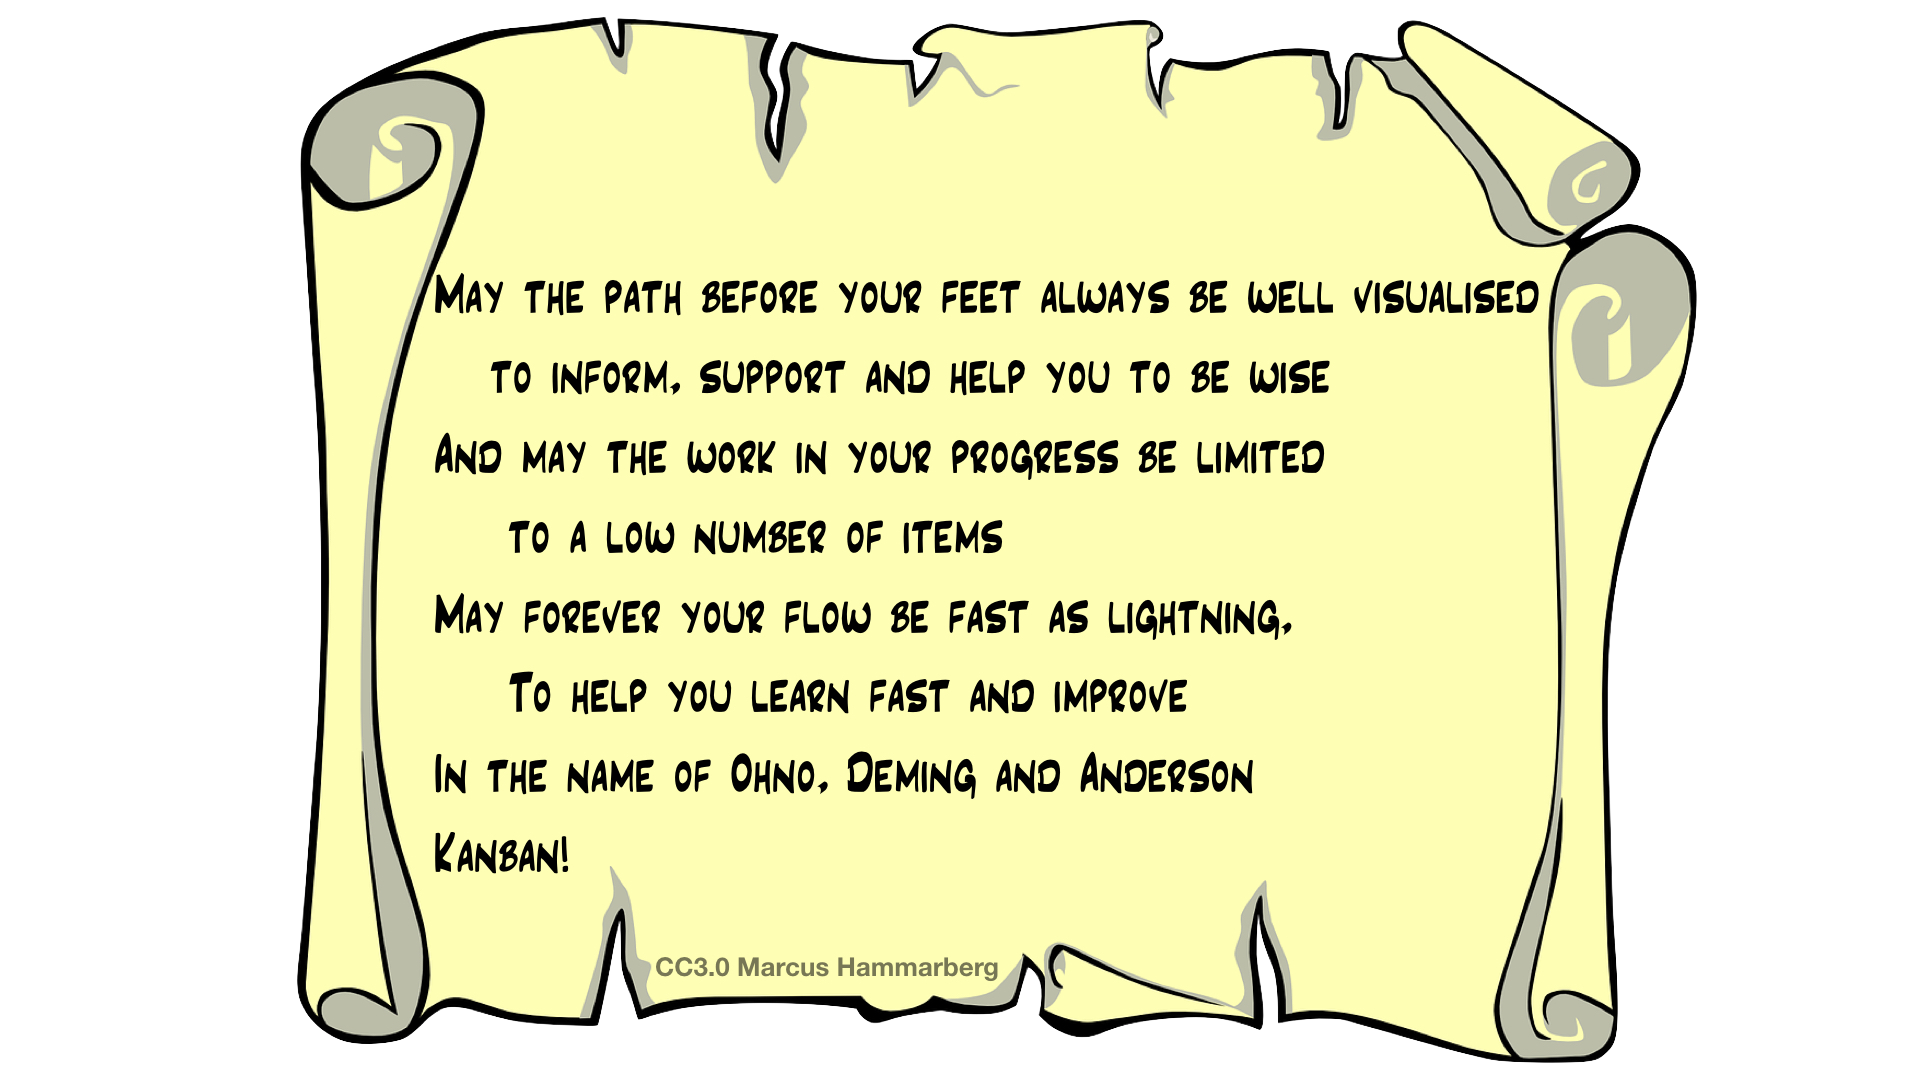 May the path before your feet always be well visualised
to inform, support and help you to be wise
And may the work in your progress be limited
to a low number of items
May forever your flow be fast as lightning,
To help you learn fast and improve
In the name of Ohno, Deming and Anderson
Kanban!
CC3.0 Marcus Hammarberg